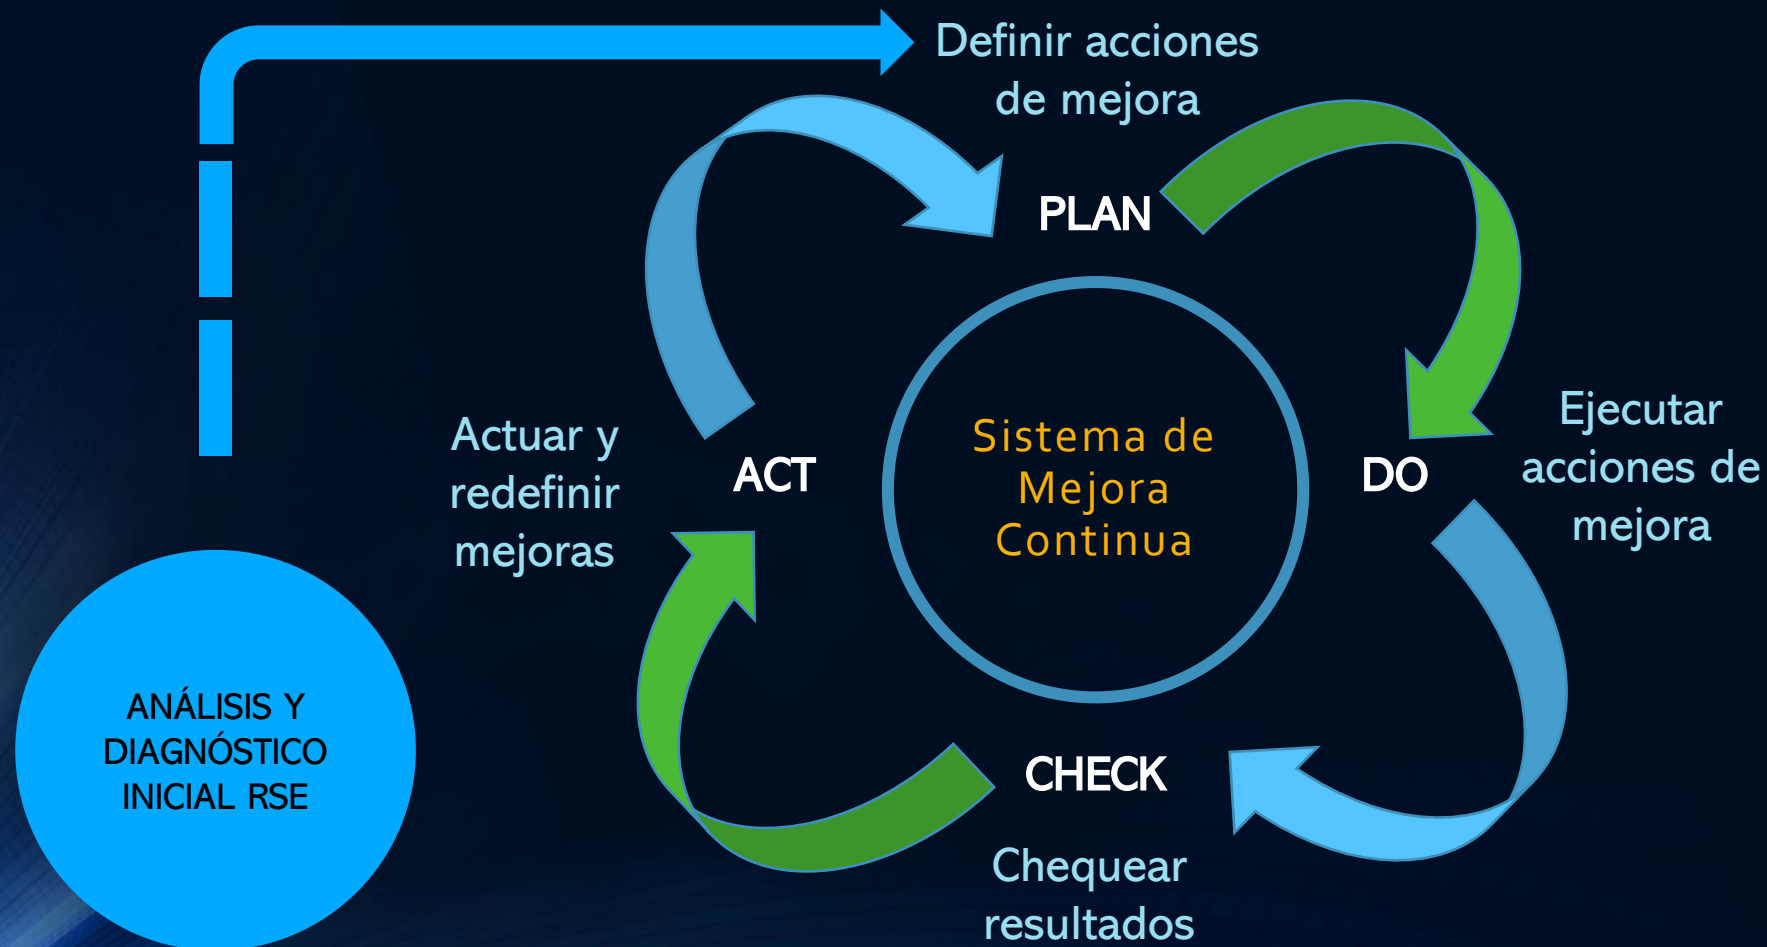 Definir acciones
de mejora
PLAN
Ejecutar
acciones de
mejora
DO
Sistema de
Mejora
Continua
Actuar y
redefinir
mejoras
ACT
CHECK
Chequear
resultados
ANÁLISIS Y
DIAGNÓSTICO
INICIAL RSE